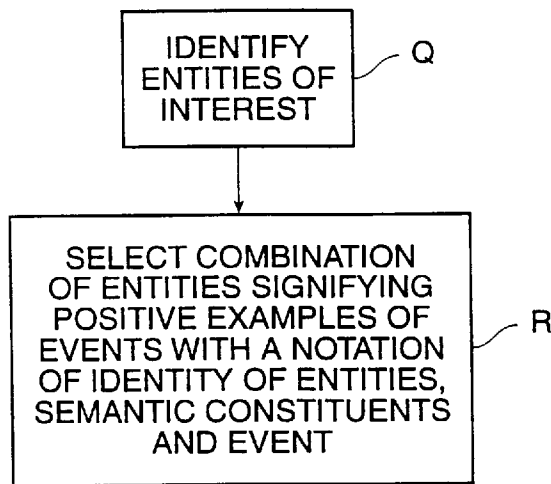 IDENTIFY
ENTITIES OF
INTEREST
Q
SELECT COMBINATION
OF ENTITIES SIGNIFYING
POSITIVE EXAMPLES OF
EVENTS WITH A NOTATION
OF IDENTITY OF ENTITIES,
SEMANTIC CONSTITUENTS
AND EVENT
R